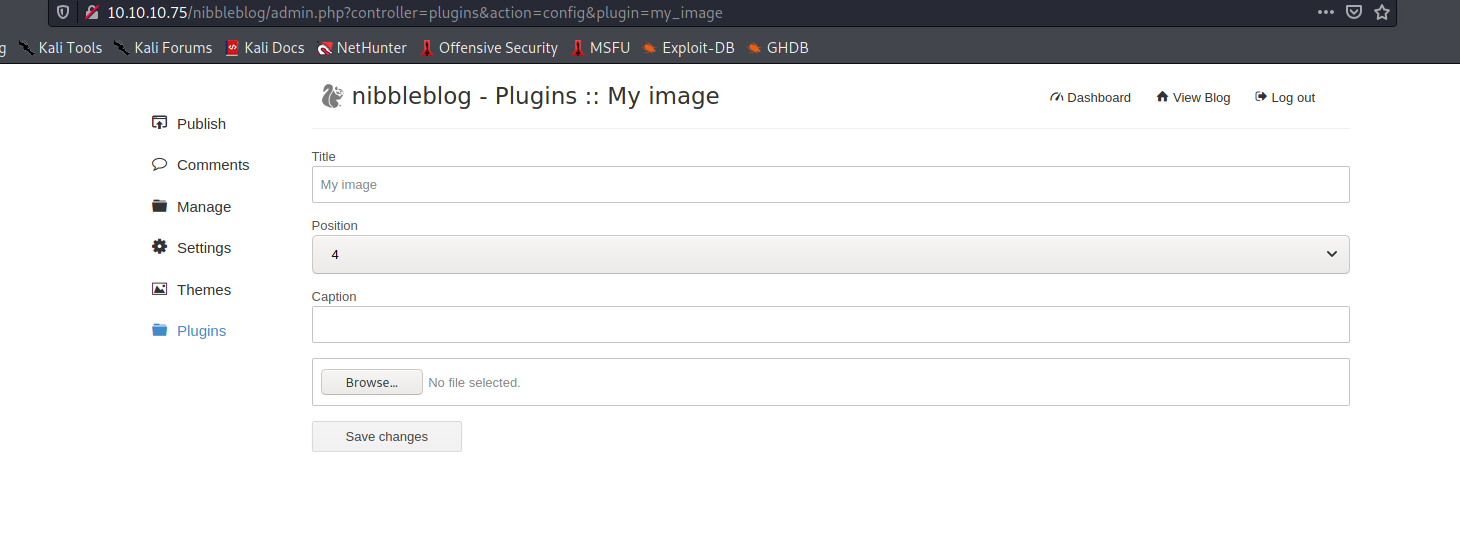 10.10.10.75/nibbleblog/admin.php?controller=plugins&action=config&plugin=my_image
g Kali Tools Kali Forums Kali Docs NetHunter Offensive Security MSFU Exploit-DB GHDB
nibbleblog - Plugins :: My image
Dashboard View Blog Log out
Publish
Comments
Manage
Settings
Themes
Plugins
Title
My image
Position
4
Caption
Browse... No file selected.
Save changes